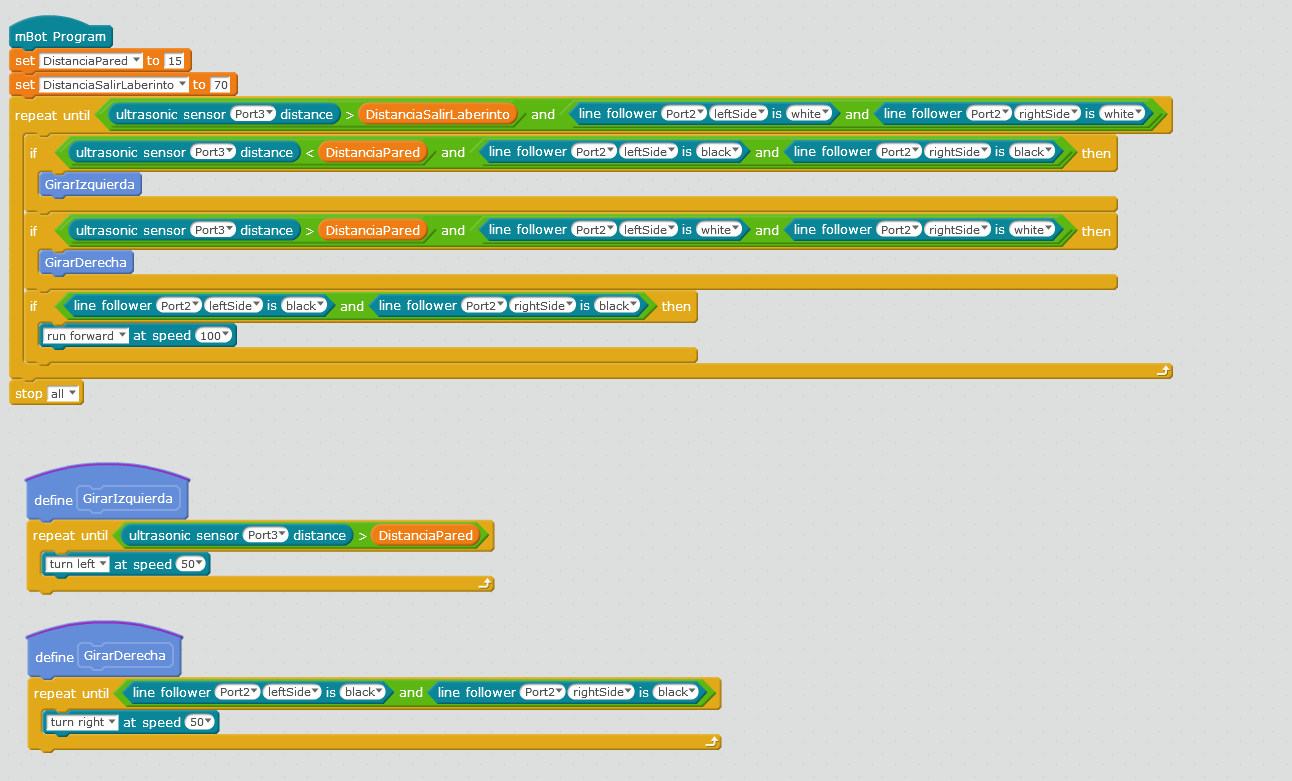 mBot Program
set DistanciaPared to 15
set DistanciaSalirLaberinto to 70
repeat until ultrasonic sensor Port3 distance > DistanciaSalirLaberinto and line follower Port2 leftSide is white and line follower Port2 rightSide is white
if ultrasonic sensor Port3 distance < DistanciaPared and line follower Port2 leftSide is black and line follower Port2 rightSide is black then
GirarIzquierda
if ultrasonic sensor Port3 distance > DistanciaPared and line follower Port2 leftSide is white and line follower Port2 rightSide is white then
GirarDerecha
if line follower Port2 leftSide is black and line follower Port2 rightSide is black then
run forward at speed 100
stop all
define GirarIzquierda
repeat until ultrasonic sensor Port3 distance > DistanciaPared
turn left at speed 50
define GirarDerecha
repeat until line follower Port2 leftSide is black and line follower Port2 rightSide is black
turn right at speed 50